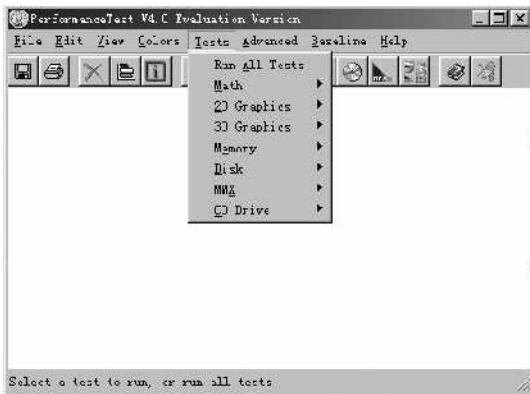 PerformanceTest V4.0 Evaluation Version
File Edit View Colors Tests Advanced Baseline Help
Run All Tests
Math
2D Graphics
3D Graphics
Memory
Disk
MMX
CD Drive
Select a test to run, or run all tests